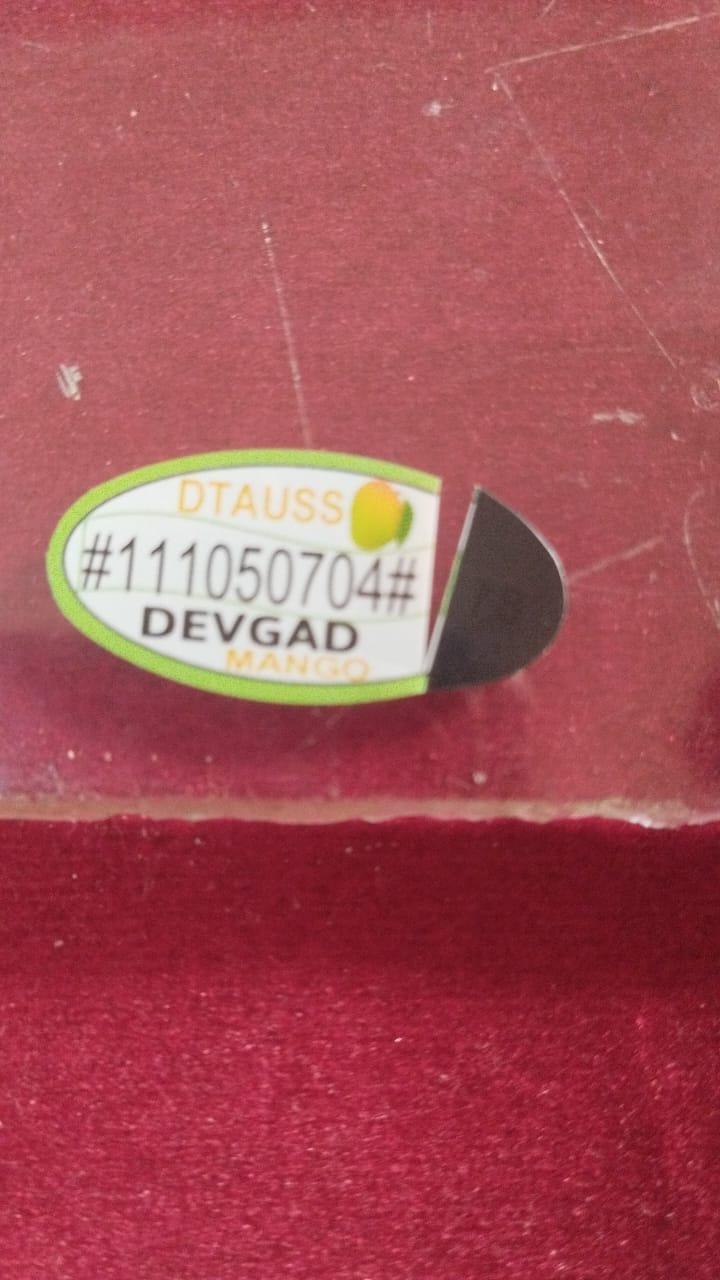 DTAUSS
#111050704#
DEVGAD
MANGO